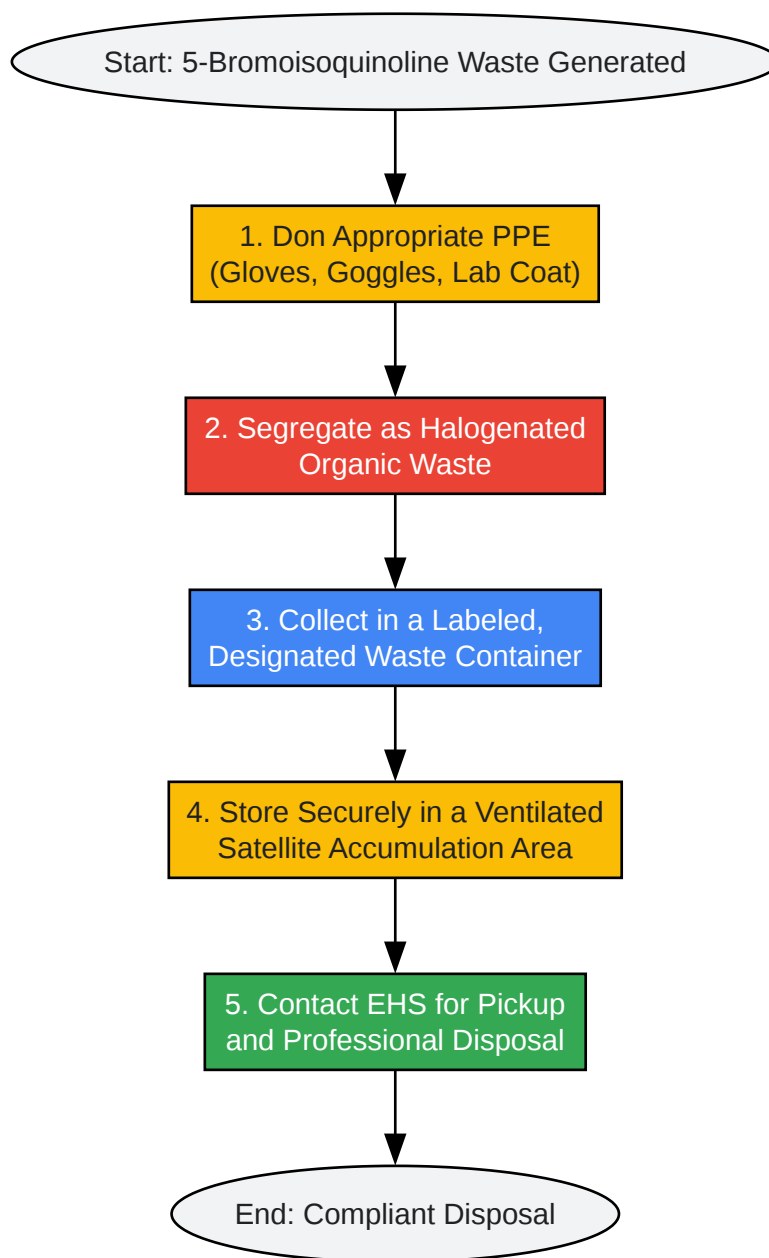 Start: 5-Bromoisoquinoline Waste Generated
1. Don Appropriate PPE
(Gloves, Goggles, Lab Coat)
2. Segregate as Halogenated
Organic Waste
3. Collect in a Labeled,
Designated Waste Container
4. Store Securely in a Ventilated
Satellite Accumulation Area
5. Contact EHS for Pickup
and Professional Disposal
End: Compliant Disposal